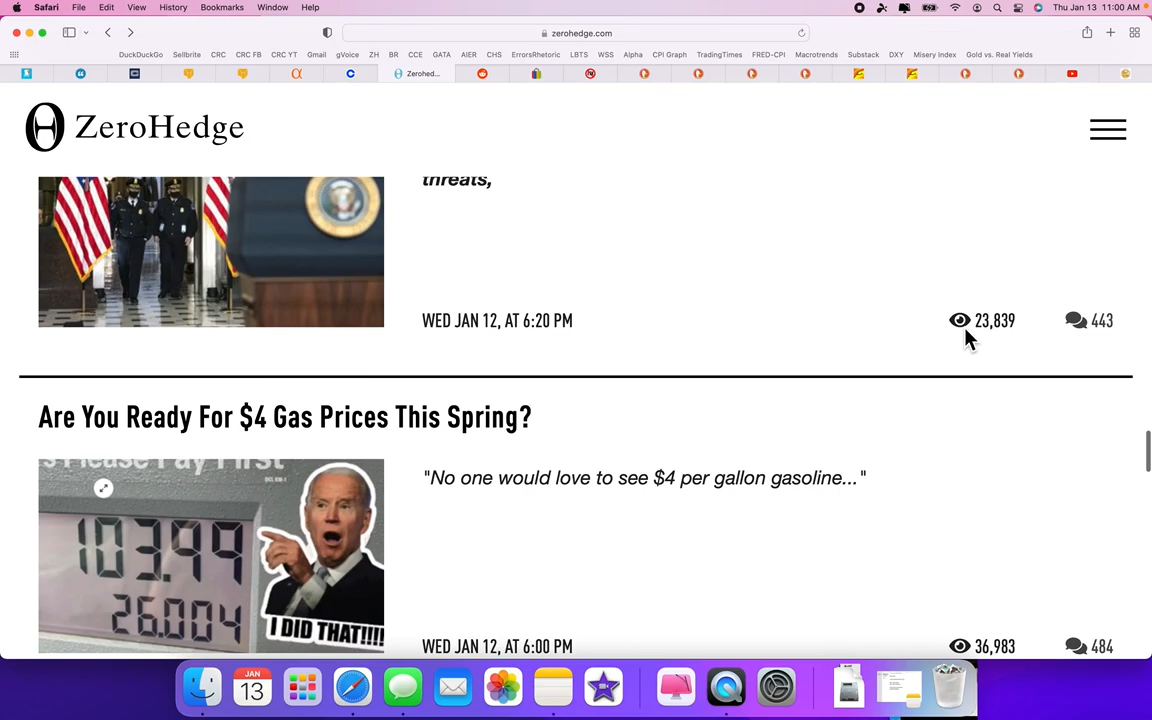 Safari File Edit View History Bookmarks Window Help Thu Jan 13 11:00 AM
zerohedge.com
DuckDuckGo Sellbrite CRC CRC FB CRC YT Gmail gVoice ZH BR CCE GATA AIER CHS ErrorsRhetoric LBTS WSS Alpha CPI Graph TradingTimes FRED-CPI Macrotrends Substack DXY Misery Index Gold vs. Real Yields
Zerohed...
ZeroHedge
threats,
WED JAN 12, AT 6:20 PM 23,839 443
Are You Ready For $4 Gas Prices This Spring?
"No one would love to see $4 per gallon gasoline..."
s Please Pay First
103.99
26.004
I DID THAT!!!!
WED JAN 12, AT 6:00 PM 36,983 484
JAN
13